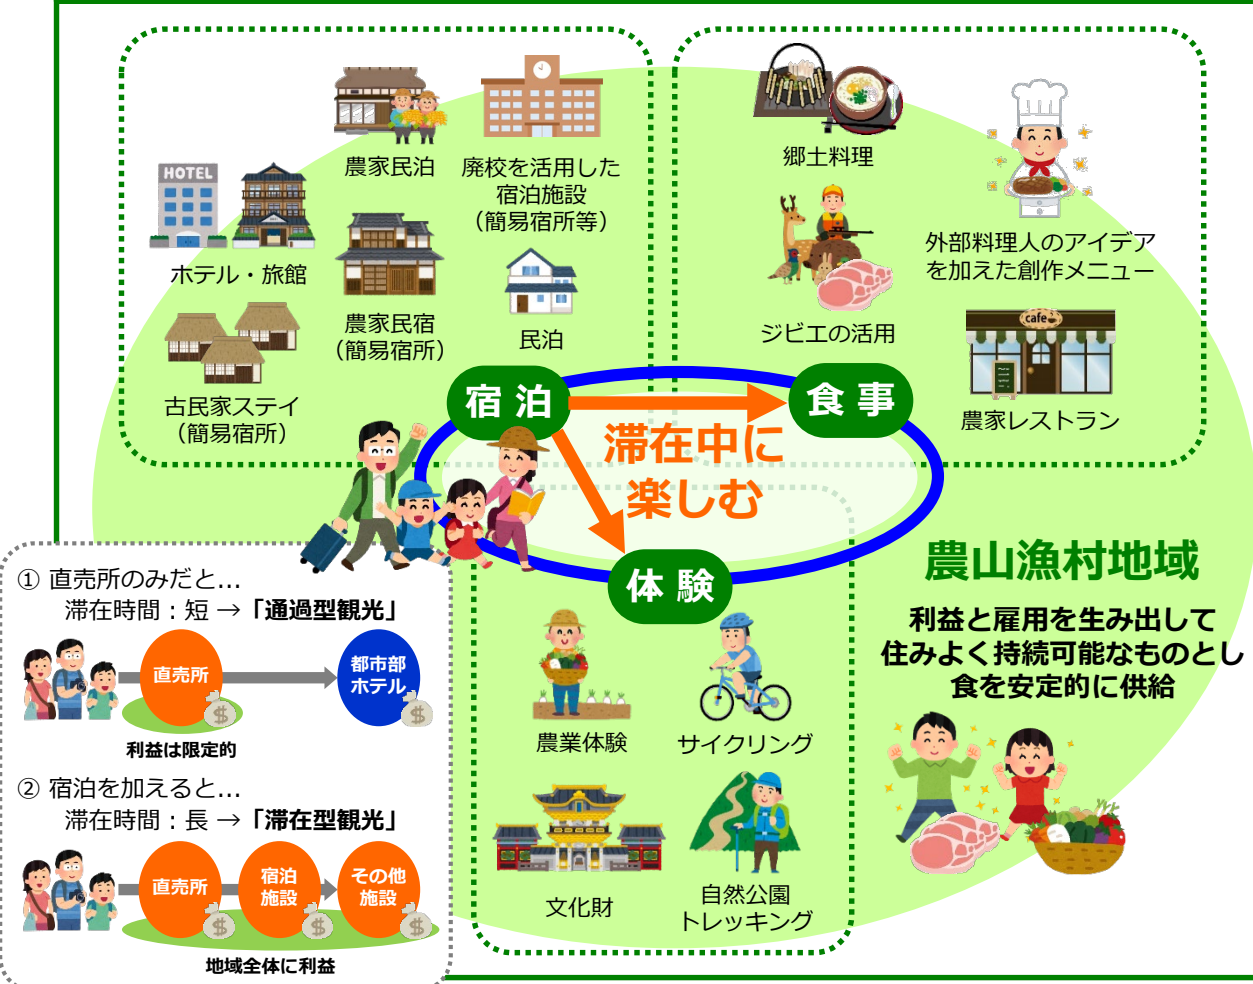 HOTEL
ホテル・旅館
農家民泊
廃校を活用した
宿泊施設
（簡易宿所等）
農家民宿
（簡易宿所）
民泊
古民家ステイ
（簡易宿所）
郷土料理
ジビエの活用
外部料理人のアイデア
を加えた創作メニュー
cafe
農家レストラン
宿 泊
食 事
滞在中に
楽しむ
体 験
農業体験
サイクリング
文化財
自然公園
トレッキング
農山漁村地域
利益と雇用を生み出して
住みよく持続可能なものとし
食を安定的に供給
① 直売所のみだと…
滞在時間：短 →「通過型観光」
直売所
都市部
ホテル
$
$
利益は限定的
② 宿泊を加えると…
滞在時間：長 →「滞在型観光」
直売所
宿泊
施設
その他
施設
$
$
$
地域全体に利益